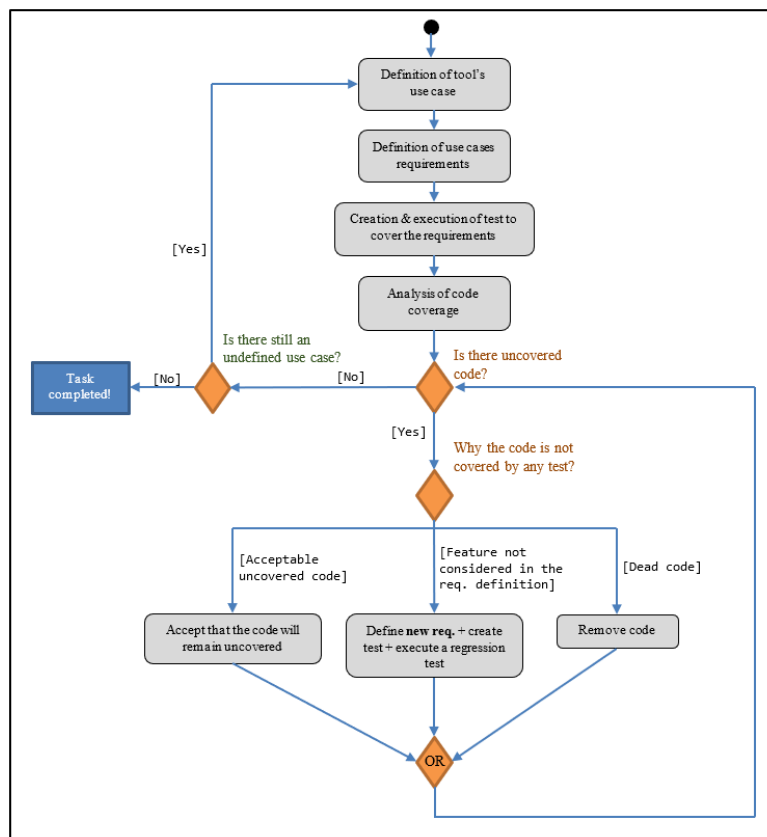 Definition of tool's
use case
Definition of use cases
requirements
Creation & execution of test to
cover the requirements
[Yes]
Analysis of code
coverage
Is there still an
undefined use case?
Is there uncovered
code?
Task
completed!
[No]
[No]
[Yes]
Why the code is not
covered by any test?
[Acceptable
uncovered code]
[Feature not
considered in the
req. definition]
[Dead code]
Accept that the code will
remain uncovered
Define new req. + create
test + execute a regression
test
Remove code
OR